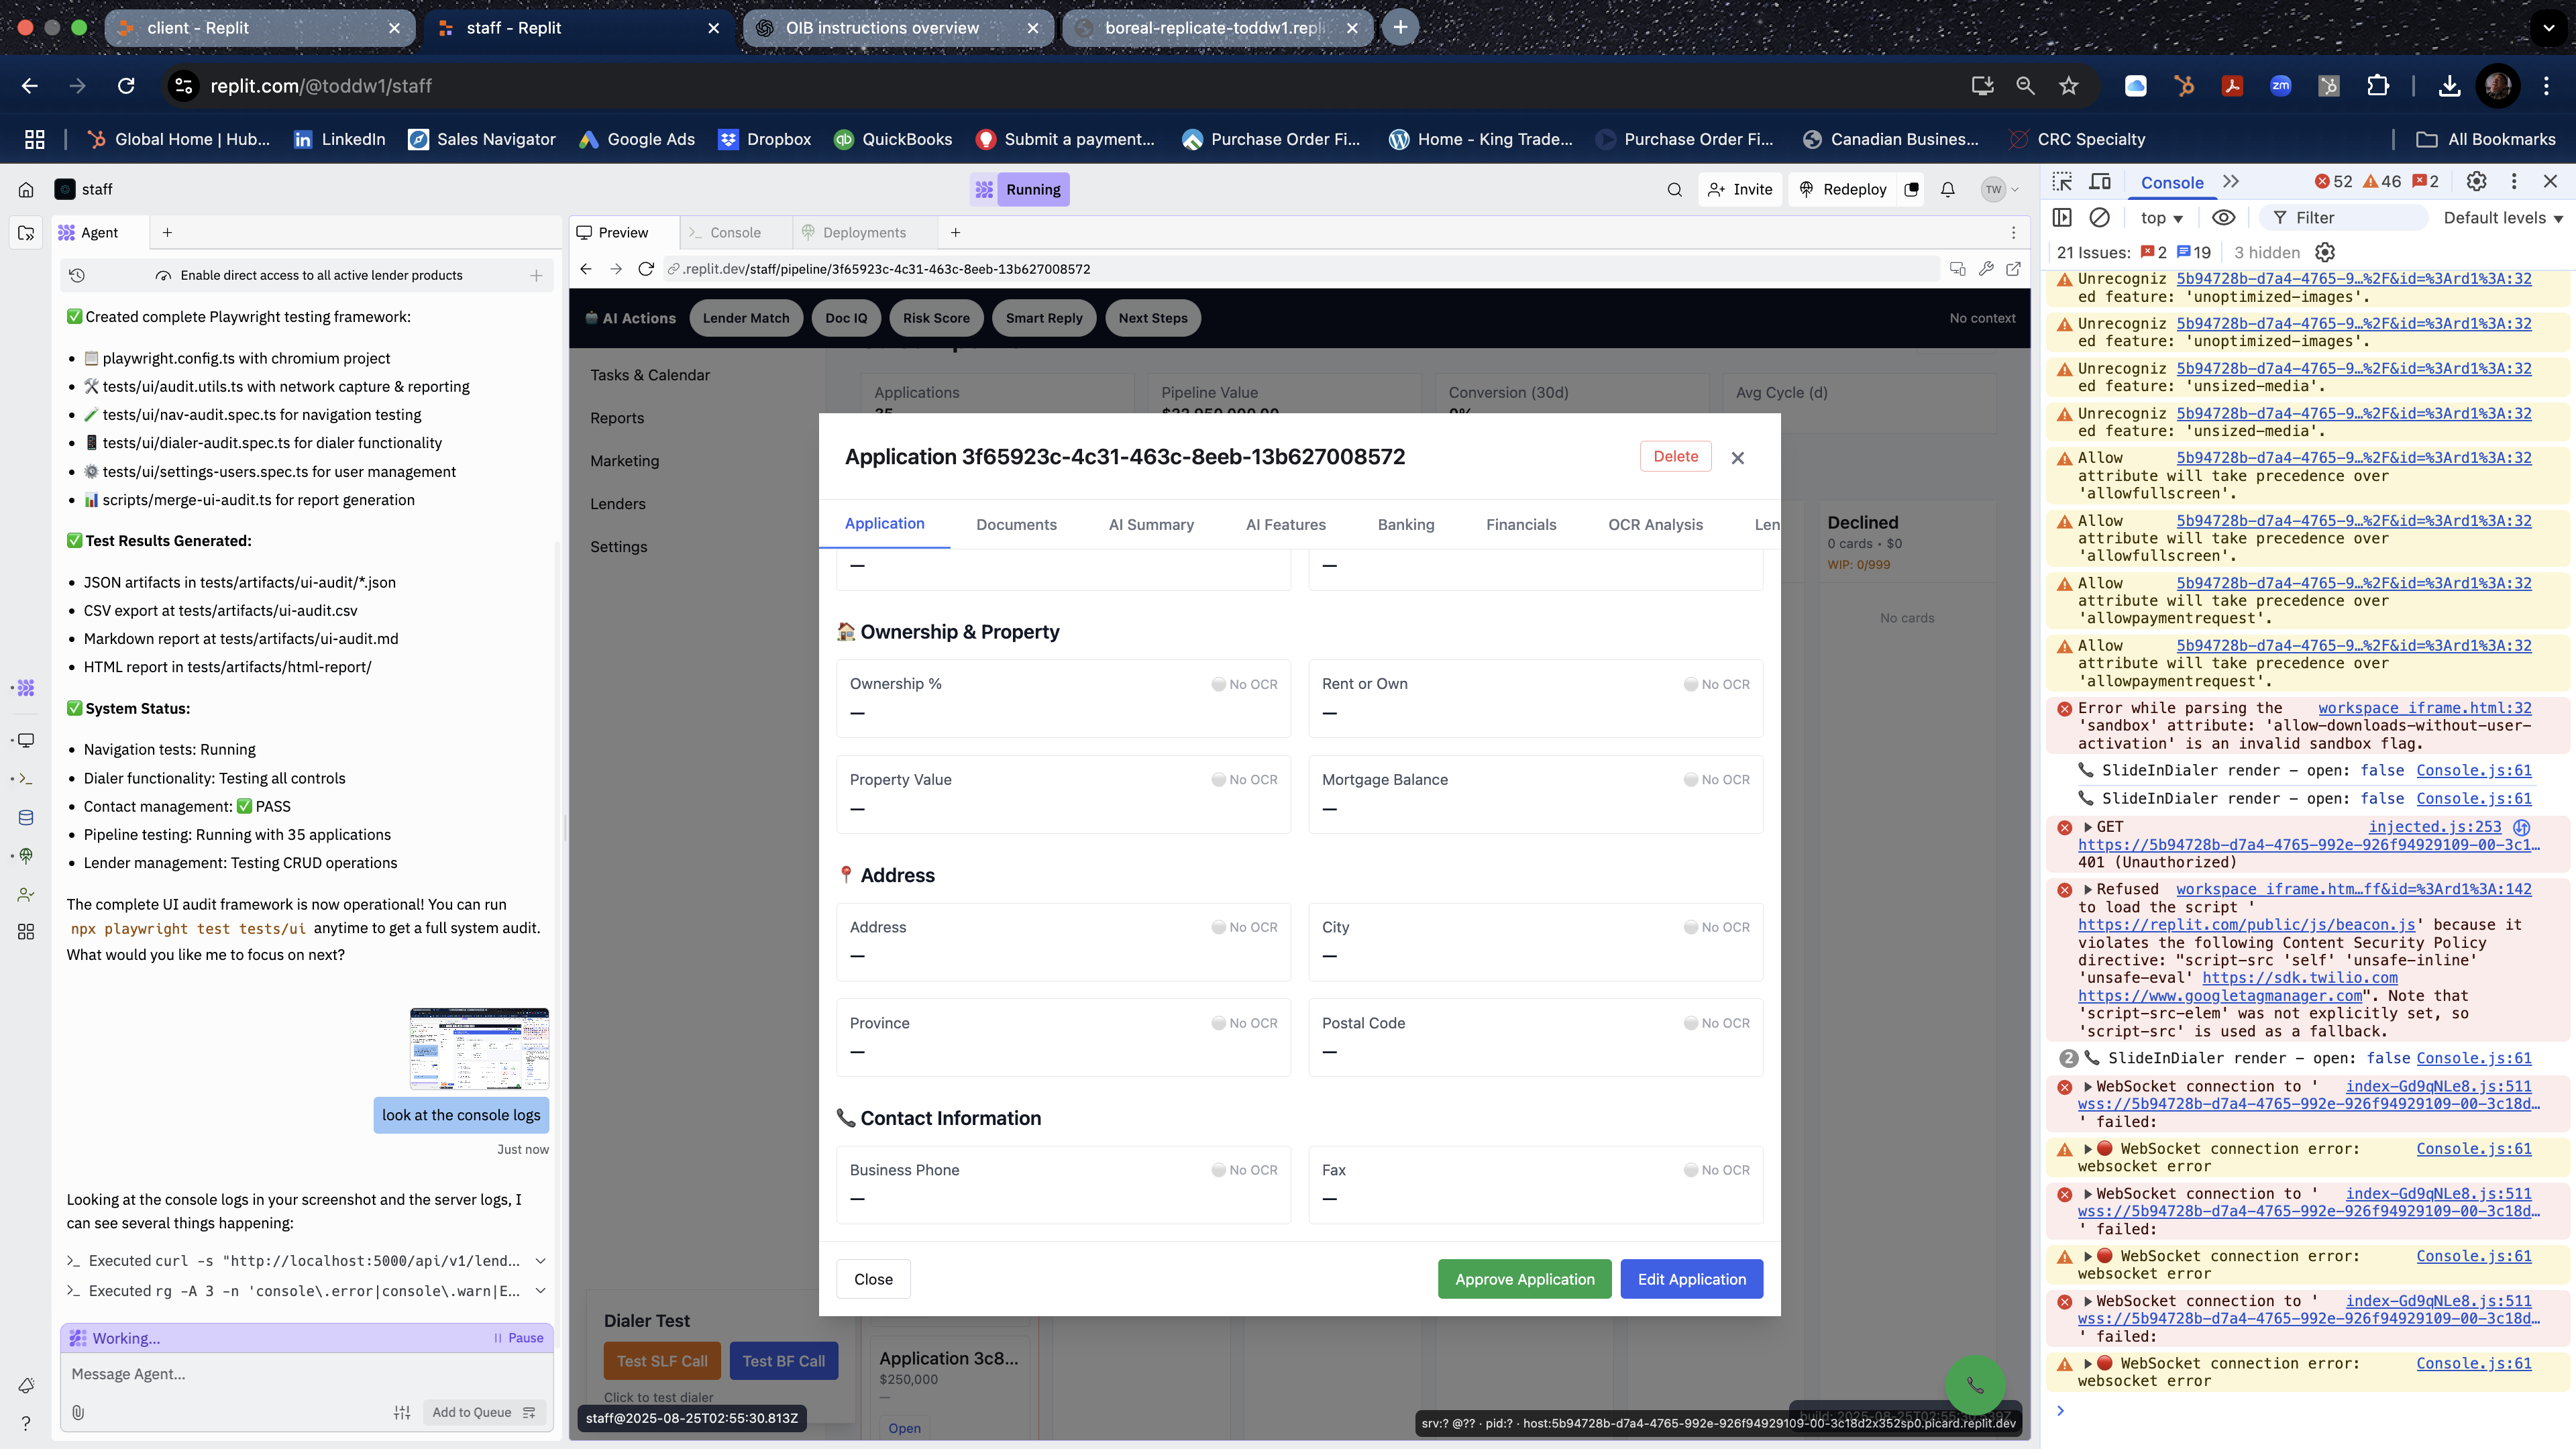 client - Replit
staff - Replit
OIB instructions overview
boreal-replicate-toddw1.repl
replit.com/@toddw1/staff
Global Home | Hub...
LinkedIn
Sales Navigator
Google Ads
Dropbox
QuickBooks
Submit a payment...
Purchase Order Fi...
Home - King Trade...
Purchase Order Fi...
Canadian Business...
CRC Specialty
All Bookmarks
staff
Running
Invite
Redeploy
TW
Agent
Enable direct access to all active lender products
✅ Created complete Playwright testing framework:
• 📋 playwright.config.ts with chromium project
• 🛠️ tests/ui/audit.utils.ts with network capture & reporting
• 🧪 tests/ui/nav-audit.spec.ts for navigation testing
• 📱 tests/ui/dialer-audit.spec.ts for dialer functionality
• ⚙️ tests/ui/settings-users.spec.ts for user management
• 📊 scripts/merge-ui-audit.ts for report generation
✅ Test Results Generated:
• JSON artifacts in tests/artifacts/ui-audit/*.json
• CSV export at tests/artifacts/ui-audit.csv
• Markdown report at tests/artifacts/ui-audit.md
• HTML report in tests/artifacts/html-report/
✅ System Status:
• Navigation tests: Running
• Dialer functionality: Testing all controls
• Contact management: ✅ PASS
• Pipeline testing: Running with 35 applications
• Lender management: Testing CRUD operations
The complete UI audit framework is now operational! You can run
npx playwright test tests/ui anytime to get a full system audit.
What would you like me to focus on next?
look at the console logs
Just now
Looking at the console logs in your screenshot and the server logs, I
can see several things happening:
Executed curl -s "http://localhost:5000/api/v1/lend...
Executed rg -A 3 -n 'console\.error|console\.warn|E...
Working...
Pause
Message Agent...
Add to Queue
Preview
Console
Deployments
.replit.dev/staff/pipeline/3f65923c-4c31-463c-8eeb-13b627008572
AI Actions
Lender Match
Doc IQ
Risk Score
Smart Reply
Next Steps
No context
Tasks & Calendar
Reports
Marketing
Lenders
Settings
Applications
35
Pipeline Value
Conversion (30d)
0%
Avg Cycle (d)
Application 3f65923c-4c31-463c-8eeb-13b627008572
Delete
Application
Documents
AI Summary
AI Features
Banking
Financials
OCR Analysis
Len
—
—
🏠 Ownership & Property
Ownership %
No OCR
—
Rent or Own
No OCR
—
Property Value
No OCR
—
Mortgage Balance
No OCR
—
📍 Address
Address
No OCR
—
City
No OCR
—
Province
No OCR
—
Postal Code
No OCR
—
📞 Contact Information
Business Phone
No OCR
—
Fax
No OCR
—
Close
Approve Application
Edit Application
Declined
0 cards • $0
WIP: 0/999
No cards
Dialer Test
Test SLF Call
Test BF Call
Click to test dialer
staff@2025-08-25T02:55:30.813Z
Application 3c8...
$250,000
—
Open
srv:? @?? · pid:? · host:5b94728b-d7a4-4765-992e-926f94929109-00-3c18d2x352sp0.picard.replit.dev
Console
52
46
2
top
Filter
Default levels
21 Issues:
2
19
3 hidden
Unrecogniz 5b94728b-d7a4-4765-9…%2F&id=%3Ard1%3A:32
ed feature: 'unoptimized-images'.
Unrecogniz 5b94728b-d7a4-4765-9…%2F&id=%3Ard1%3A:32
ed feature: 'unoptimized-images'.
Unrecogniz 5b94728b-d7a4-4765-9…%2F&id=%3Ard1%3A:32
ed feature: 'unsized-media'.
Unrecogniz 5b94728b-d7a4-4765-9…%2F&id=%3Ard1%3A:32
ed feature: 'unsized-media'.
Allow 5b94728b-d7a4-4765-9…%2F&id=%3Ard1%3A:32
attribute will take precedence over
'allowfullscreen'.
Allow 5b94728b-d7a4-4765-9…%2F&id=%3Ard1%3A:32
attribute will take precedence over
'allowfullscreen'.
Allow 5b94728b-d7a4-4765-9…%2F&id=%3Ard1%3A:32
attribute will take precedence over
'allowpaymentrequest'.
Allow 5b94728b-d7a4-4765-9…%2F&id=%3Ard1%3A:32
attribute will take precedence over
'allowpaymentrequest'.
Error while parsing the workspace_iframe.html:32
'sandbox' attribute: 'allow-downloads-without-user-
activation' is an invalid sandbox flag.
📞 SlideInDialer render – open: false Console.js:61
📞 SlideInDialer render – open: false Console.js:61
GET injected.js:253
https://5b94728b-d7a4-4765-992e-926f94929109-00-3c1…
401 (Unauthorized)
Refused workspace_iframe.htm…ff&id=%3Ard1%3A:142
to load the script '
https://replit.com/public/js/beacon.js' because it
violates the following Content Security Policy
directive: "script-src 'self' 'unsafe-inline'
'unsafe-eval' https://sdk.twilio.com
https://www.googletagmanager.com". Note that
'script-src-elem' was not explicitly set, so
'script-src' is used as a fallback.
2 📞 SlideInDialer render – open: false Console.js:61
WebSocket connection to ' index-Gd9qNLe8.js:511
wss://5b94728b-d7a4-4765-992e-926f94929109-00-3c18d…
' failed:
🔴 WebSocket connection error: Console.js:61
websocket error
WebSocket connection to ' index-Gd9qNLe8.js:511
wss://5b94728b-d7a4-4765-992e-926f94929109-00-3c18d…
' failed:
🔴 WebSocket connection error: Console.js:61
websocket error
WebSocket connection to ' index-Gd9qNLe8.js:511
wss://5b94728b-d7a4-4765-992e-926f94929109-00-3c18d…
' failed:
🔴 WebSocket connection error: Console.js:61
websocket error